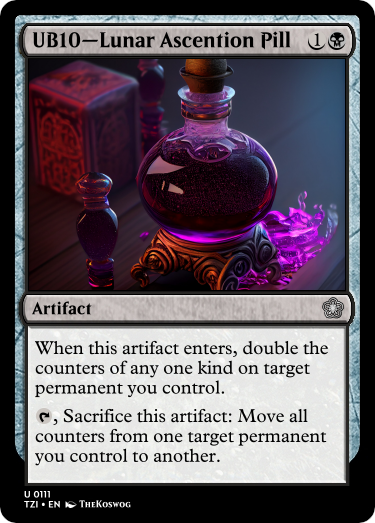 UB10—Lunar Ascention Pill 1
Artifact
When this artifact enters, double the
counters of any one kind on target
permanent you control.
, Sacrifice this artifact: Move all
counters from one target permanent
you control to another.
U 0111
TZI • EN TheKoswog